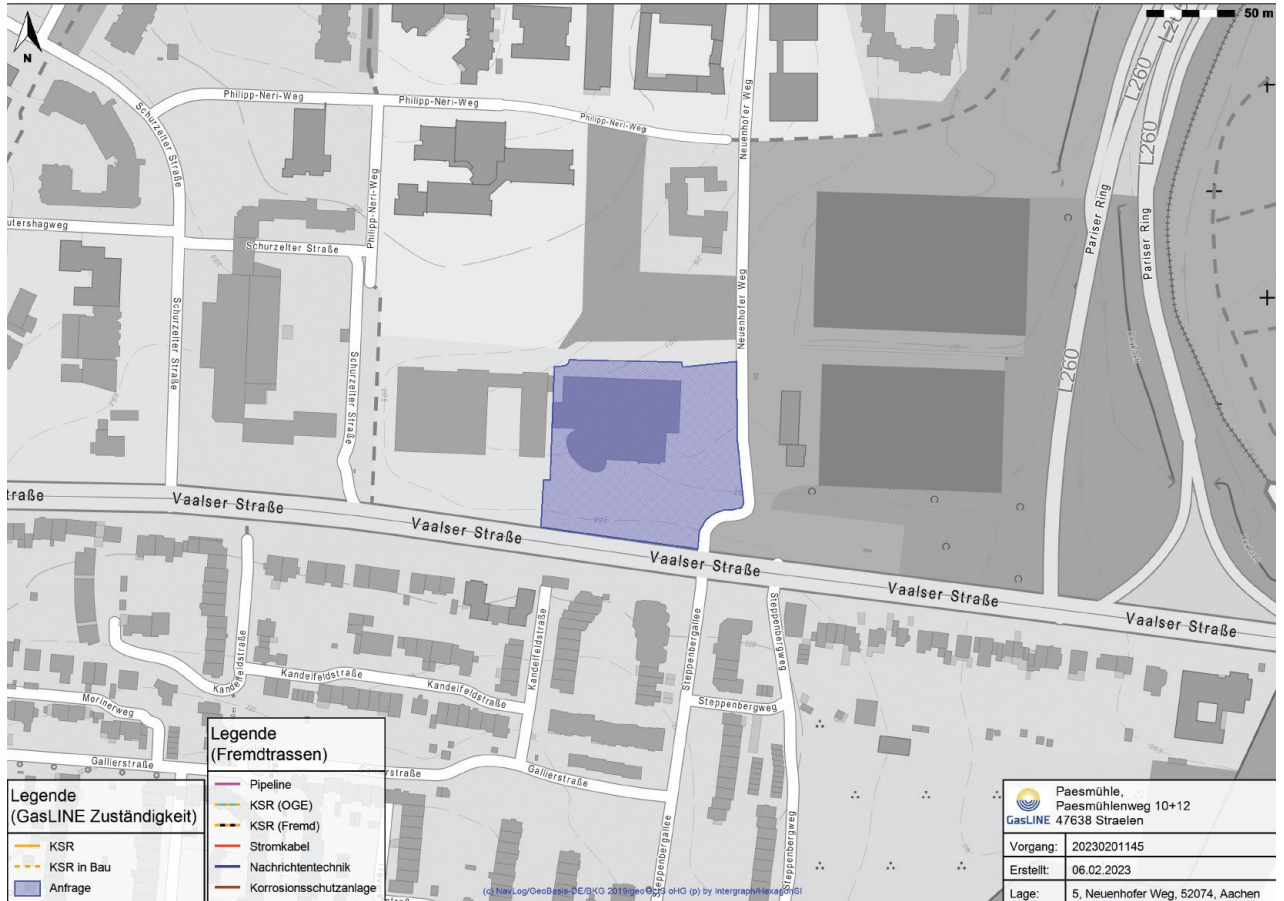 N
50 m
L260
L260
L260
L260
Philipp-Neri-Weg
Philipp-Neri-Weg
Philipp-Neri-Weg
Neuenhofer Weg
Schurzelter Straße
Philipp-Neri-Weg
Pariser Ring
Pariser Ring
utershagweg
Schurzelter Straße
Neuenhofer Weg
Schurzelter Straße
Schurzelter Straße
traße
Vaalser Straße
Vaalser Straße
Vaalser Straße
Vaalser Straße
Vaalser Straße
Kandelfeldstraße
Kandelfeldstraße
Kandelfeldstraße
Kandelfeldstraße
Kandelfeldstraße
Steppenbergallee
Steppenbergweg
Steppenbergweg
Morinerweg
Gallierstraße
Gallierstraße
Steppenbergallee
Steppenbergweg
Legende
(GasLINE Zuständigkeit)
KSR
KSR in Bau
Anfrage
Legende
(Fremdtrassen)
Pipeline
KSR (OGE)
KSR (Fremd)
Stromkabel
Nachrichtentechnik
Korrosionsschutzanlage
GasLINE
Paesmühle,
Paesmühlenweg 10+12
47638 Straelen
Vorgang: 20230201145
Erstellt: 06.02.2023
Lage: 5, Neuenhofer Weg, 52074, Aachen